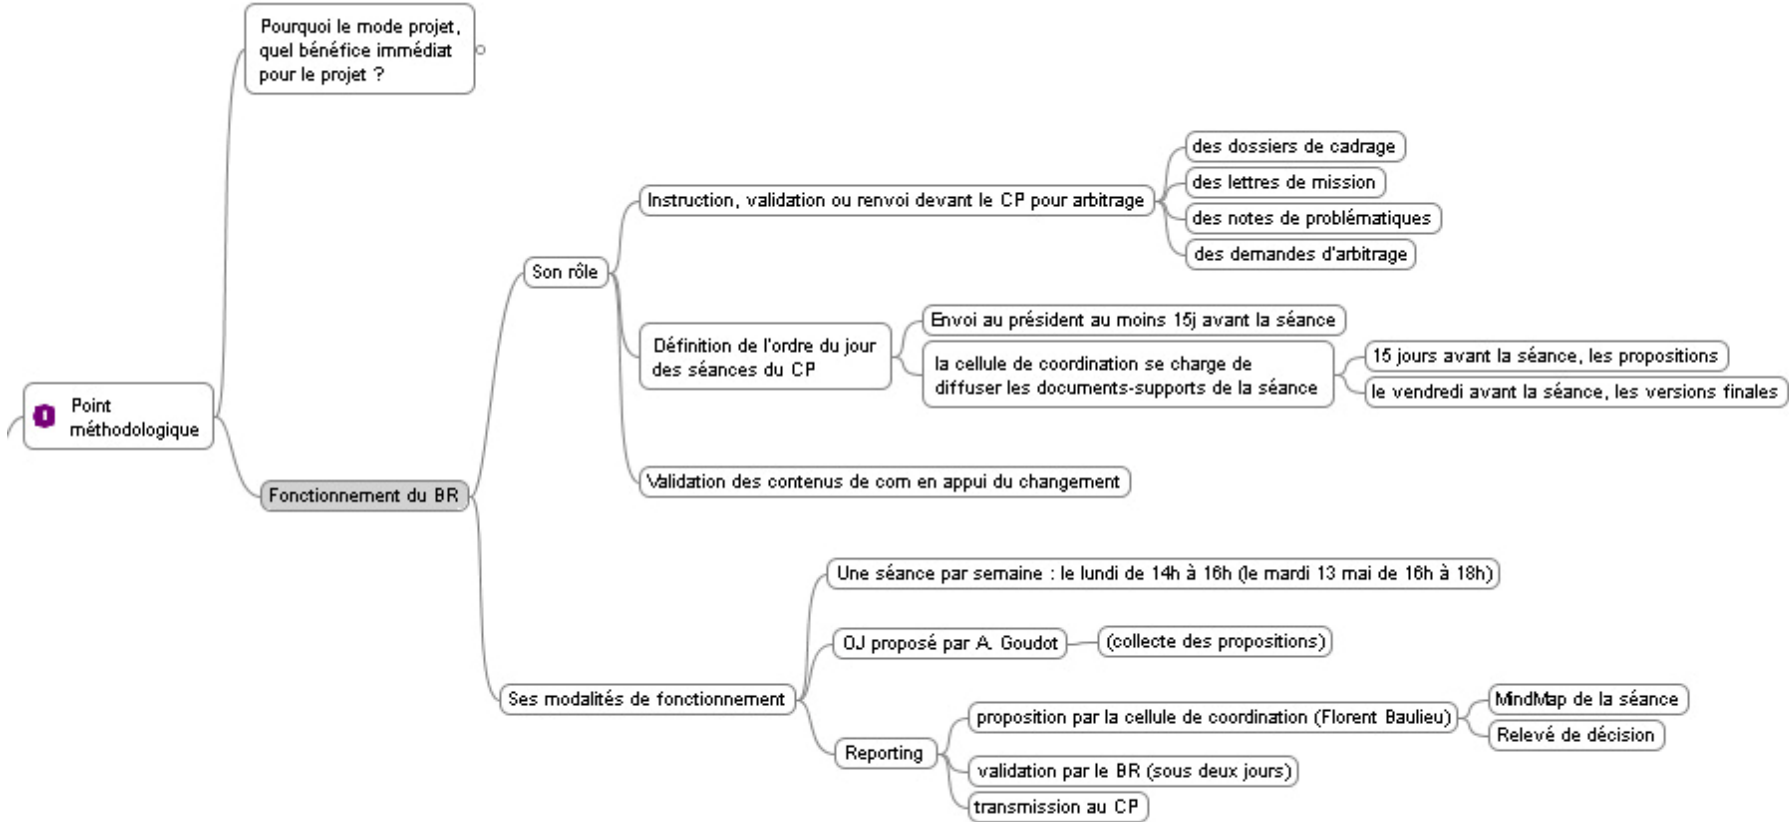 Pourquoi le mode projet,
quel bénéfice immédiat
pour le projet ?
des dossiers de cadrage
des lettres de mission
Instruction, validation ou renvoi devant le CP pour arbitrage
des notes de problématiques
des demandes d'arbitrage
Son rôle
Envoi au président au moins 15j avant la séance
Définition de l'ordre du jour
des séances du CP
la cellule de coordination se charge de
diffuser les documents-supports de la séance
15 jours avant la séance, les propositions
le vendredi avant la séance, les versions finales
Point
méthodologique
Validation des contenus de com en appui du changement
Fonctionnement du BR
Une séance par semaine : le lundi de 14h à 16h (le mardi 13 mai de 16h à 18h)
OJ proposé par A. Goudot
(collecte des propositions)
Ses modalités de fonctionnement
MindMap de la séance
proposition par la cellule de coordination (Florent Baulieu)
Relevé de décision
Reporting
validation par le BR (sous deux jours)
transmission au CP